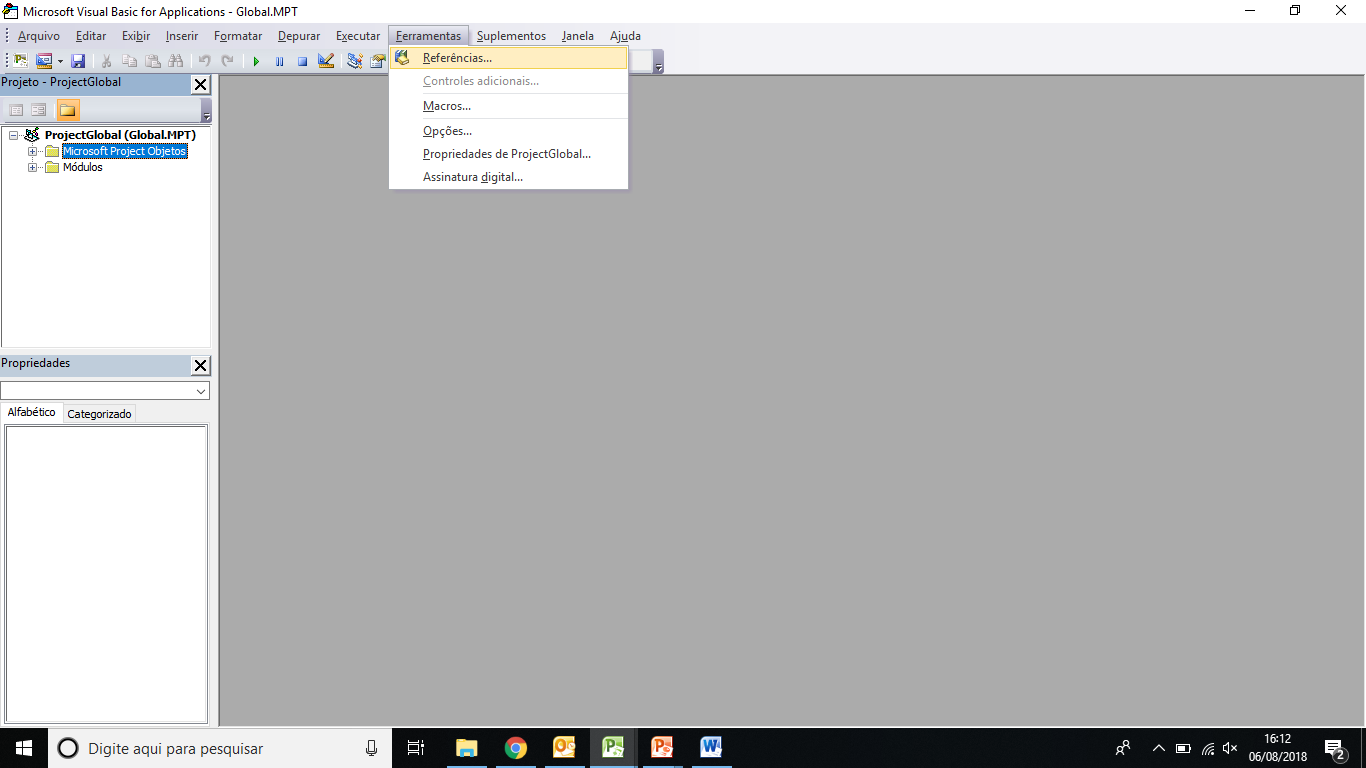 Microsoft Visual Basic for Applications - Global.MPT
Arquivo Editar Exibir Inserir Formatar Depurar Executar Ferramentas Suplementos Janela Ajuda
Referências...
Controles adicionais...
Macros...
Opções...
Propriedades de ProjectGlobal...
Assinatura digital...
Projeto - ProjectGlobal
ProjectGlobal (Global.MPT)
Microsoft Project Objetos
Módulos
Propriedades
Alfabético Categorizado
Digite aqui para pesquisar
16:12
06/08/2018
2